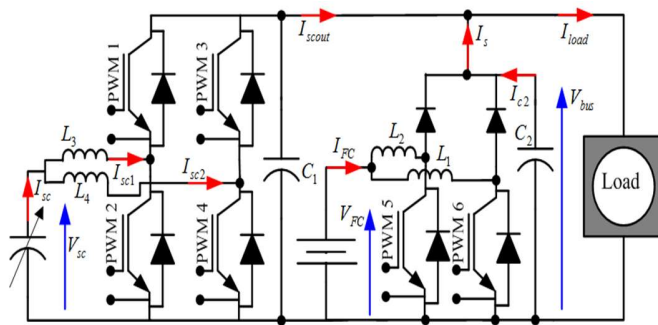 PWM 1
PWM 3
I_scout
I_s
I_load
I_c2
V_bus
L_3
I_sc1
I_sc2
L_4
I_sc
V_sc
C_1
I_FC
L_2
L_1
C_2
V_FC
PWM 2
PWM 4
PWM 5
PWM 6
Load